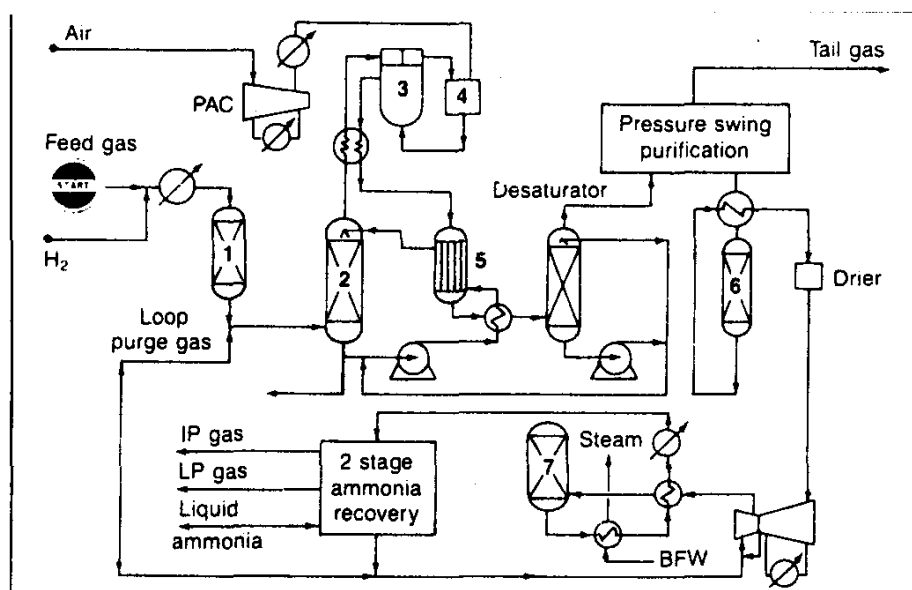 Air
Tail gas
PAC
3
4
Pressure swing
purification
Feed gas
START
Desaturator
1
2
5
6
H₂
Drier
Loop
purge gas
IP gas
LP gas
Liquid
ammonia
2 stage
ammonia
recovery
7
Steam
BFW